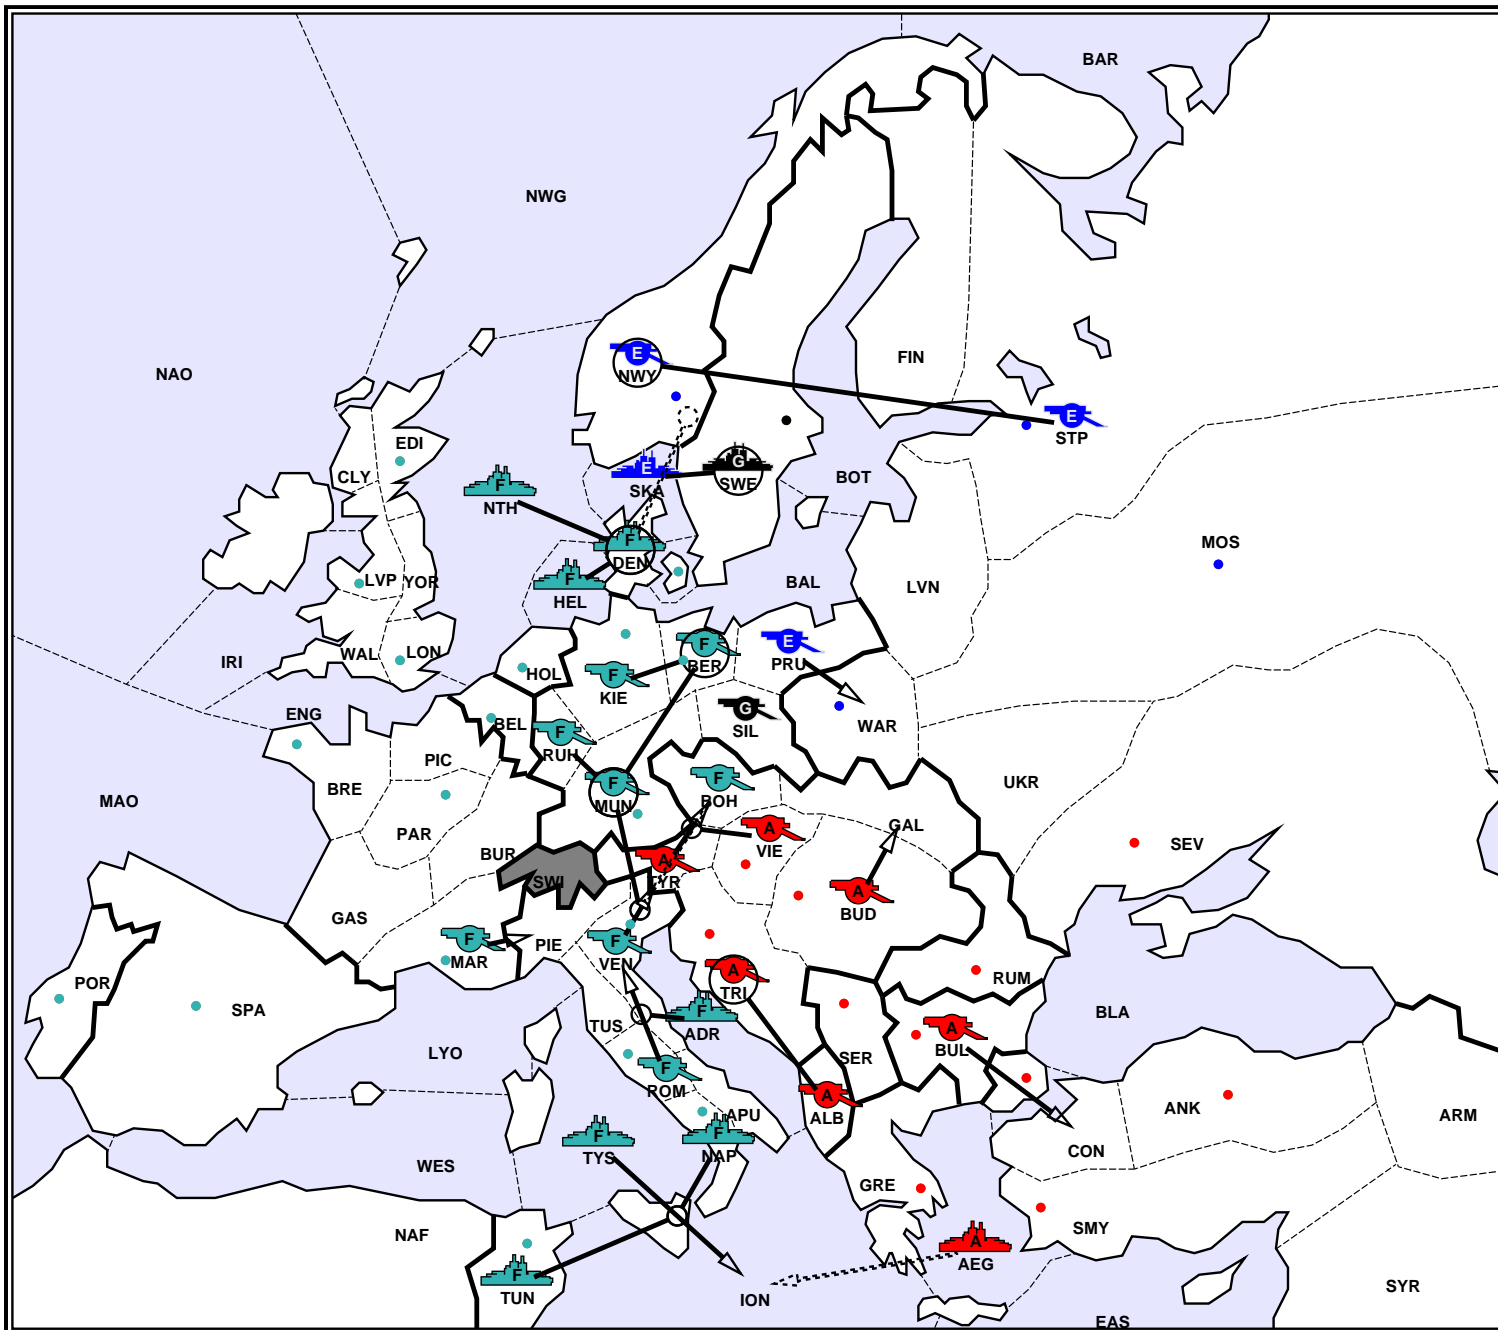 BAR
NWG
NAO
FIN
E
NWY
E
STP
EDI
CLY
E
SKA
G
SWE
BOT
F
NTH
F
DEN
MOS
LVP
YOR
F
HEL
BAL
LVN
IRI
WAL
LON
HOL
F
KIE
F
BER
E
PRU
ENG
BEL
F
RUH
G
SIL
WAR
PIC
BRE
F
MUN
F
BOH
UKR
MAO
PAR
BUR
SWI
A
TYR
A
VIE
GAL
SEV
GAS
F
MAR
PIE
F
VEN
A
BUD
POR
SPA
A
TRI
RUM
BLA
TUS
F
ADR
A
BUL
LYO
F
ROM
SER
A
ALB
APU
ANK
ARM
CON
WES
F
TYS
F
NAP
GRE
SMY
NAF
A
AEG
F
TUN
ION
SYR
EAS